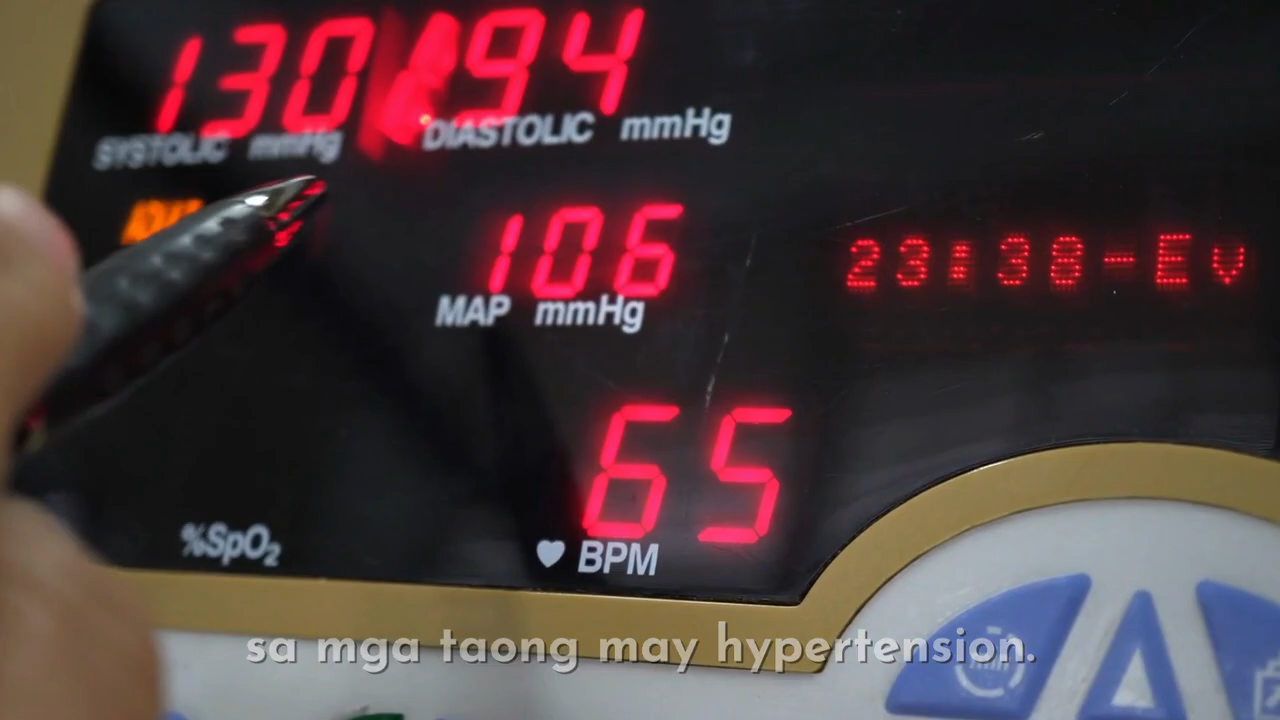 130 94
SYSTOLIC mmHg DIASTOLIC mmHg
106
MAP mmHg
23:38-Ev
65
%SpO2
BPM
sa mga taong may hypertension.